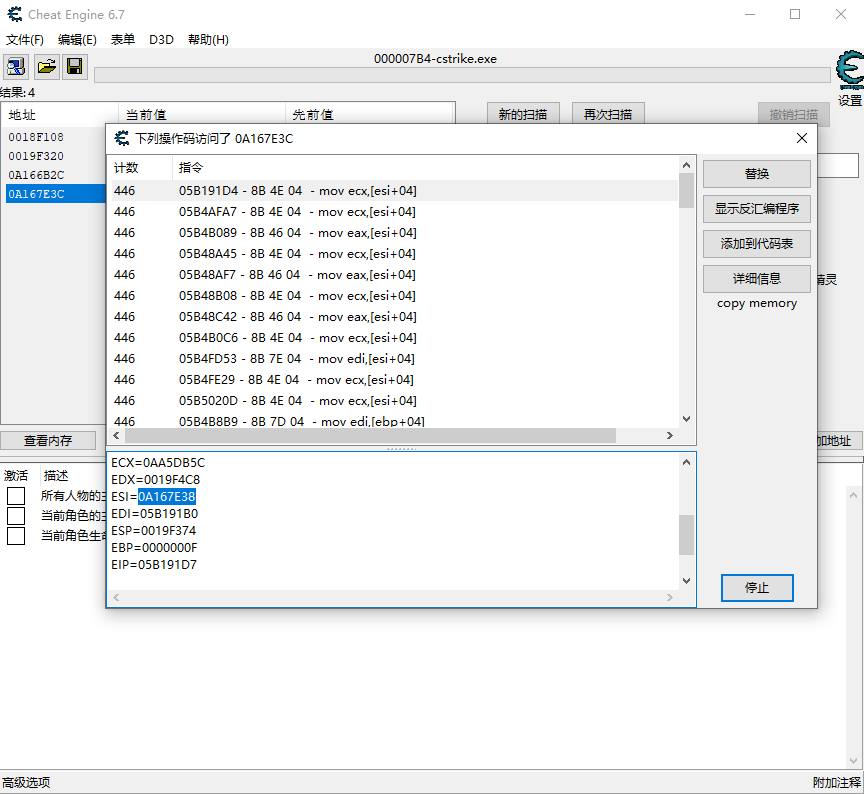 Cheat Engine 6.7
文件(F) 编辑(E) 表单 D3D 帮助(H)
000007B4-cstrike.exe
结果: 4
设置
地址 当前值 先前值
新的扫描 再次扫描 撤销扫描
0018F108
0019F320
0A166B2C
0A167E3C
下列操作码访问了 0A167E3C
计数 指令
446 05B191D4 - 8B 4E 04 - mov ecx,[esi+04]
446 05B4AFA7 - 8B 4E 04 - mov ecx,[esi+04]
446 05B4B089 - 8B 46 04 - mov eax,[esi+04]
446 05B48A45 - 8B 4E 04 - mov ecx,[esi+04]
446 05B48AF7 - 8B 46 04 - mov eax,[esi+04]
446 05B48B08 - 8B 4E 04 - mov ecx,[esi+04]
446 05B48C42 - 8B 46 04 - mov eax,[esi+04]
446 05B4B0C6 - 8B 4E 04 - mov ecx,[esi+04]
446 05B4FD53 - 8B 7E 04 - mov edi,[esi+04]
446 05B4FE29 - 8B 4E 04 - mov ecx,[esi+04]
446 05B5020D - 8B 4E 04 - mov ecx,[esi+04]
446 05B4B8B9 - 8B 7D 04 - mov edi,[ebp+04]
替换
显示反汇编程序
添加到代码表
详细信息
copy memory
精灵
查看内存
加地址
ECX=0AA5DB5C
EDX=0019F4C8
ESI=0A167E38
EDI=05B191B0
ESP=0019F374
EBP=0000000F
EIP=05B191D7
停止
激活 描述
所有人物的主
当前角色的主
当前角色生命
高级选项
附加注释